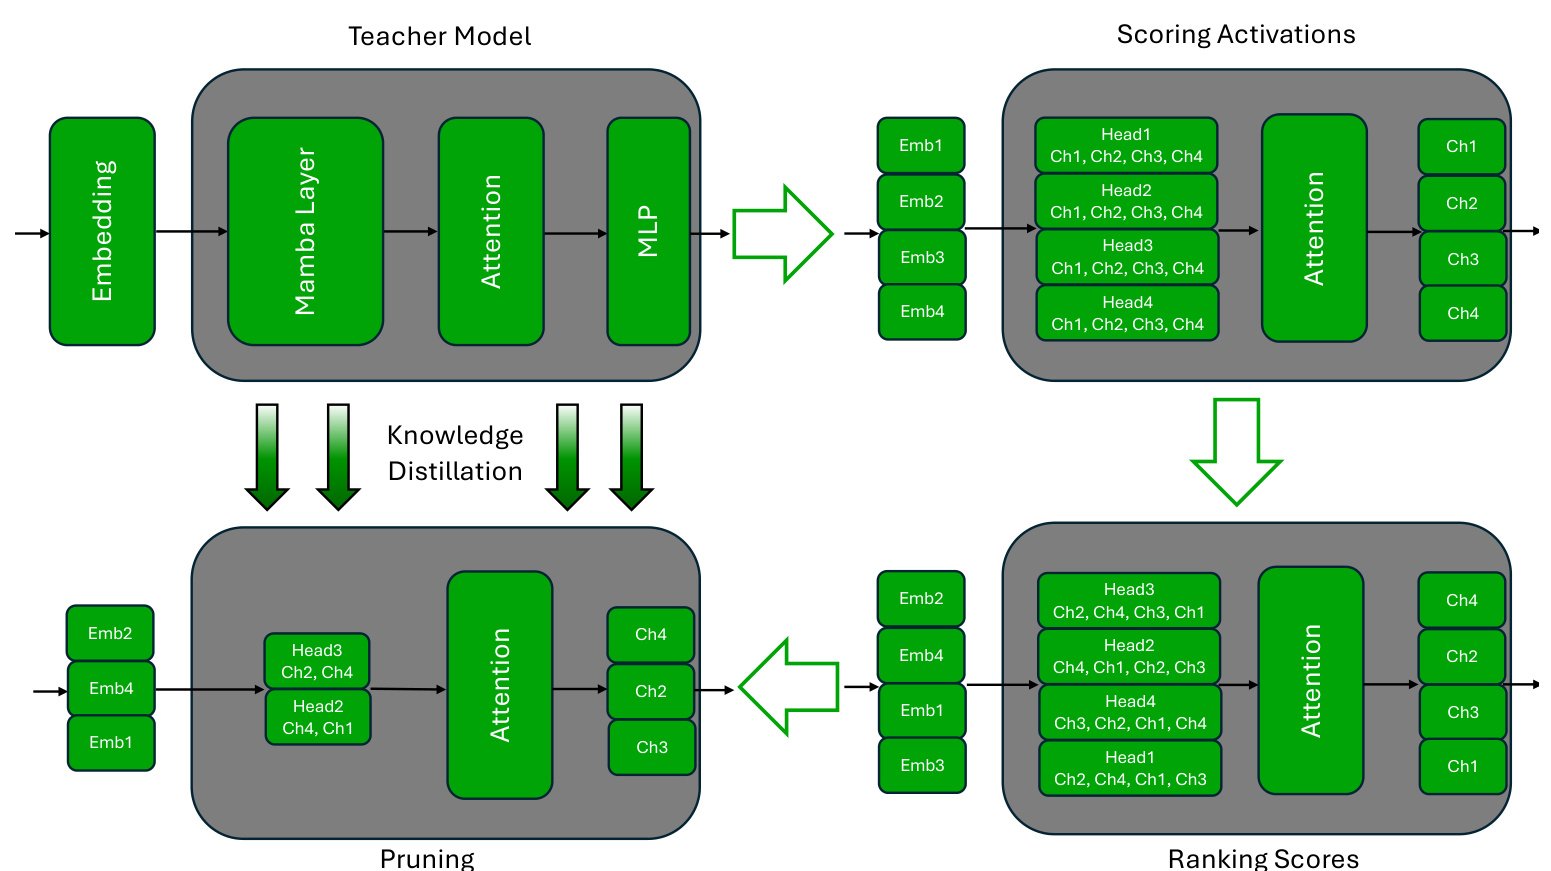 Teacher Model
Embedding
Mamba Layer
Attention
MLP
Scoring Activations
Emb1
Emb2
Emb3
Emb4
Head1
Ch1, Ch2, Ch3, Ch4
Head2
Ch1, Ch2, Ch3, Ch4
Head3
Ch1, Ch2, Ch3, Ch4
Head4
Ch1, Ch2, Ch3, Ch4
Attention
Ch1
Ch2
Ch3
Ch4
Knowledge
Distillation
Emb2
Emb4
Emb1
Head3
Ch2, Ch4
Head2
Ch4, Ch1
Attention
Ch4
Ch2
Ch3
Pruning
Emb2
Emb4
Emb1
Emb3
Head3
Ch2, Ch4, Ch3, Ch1
Head2
Ch4, Ch1, Ch2, Ch3
Head4
Ch3, Ch2, Ch1, Ch4
Head1
Ch2, Ch4, Ch1, Ch3
Attention
Ch4
Ch2
Ch3
Ch1
Ranking Scores